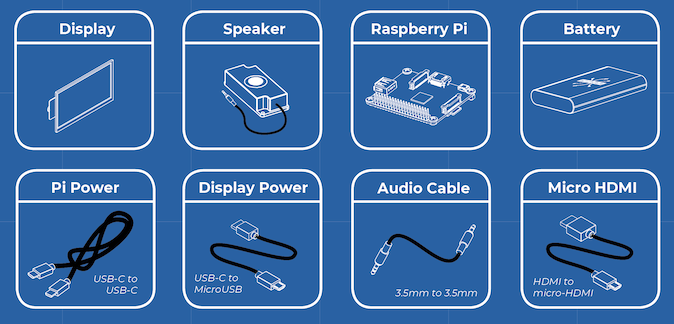 Display
Speaker
Raspberry Pi
Battery
Pi Power
USB-C to
USB-C
Display Power
USB-C to
MicroUSB
Audio Cable
3.5mm to 3.5mm
Micro HDMI
HDMI to
micro-HDMI